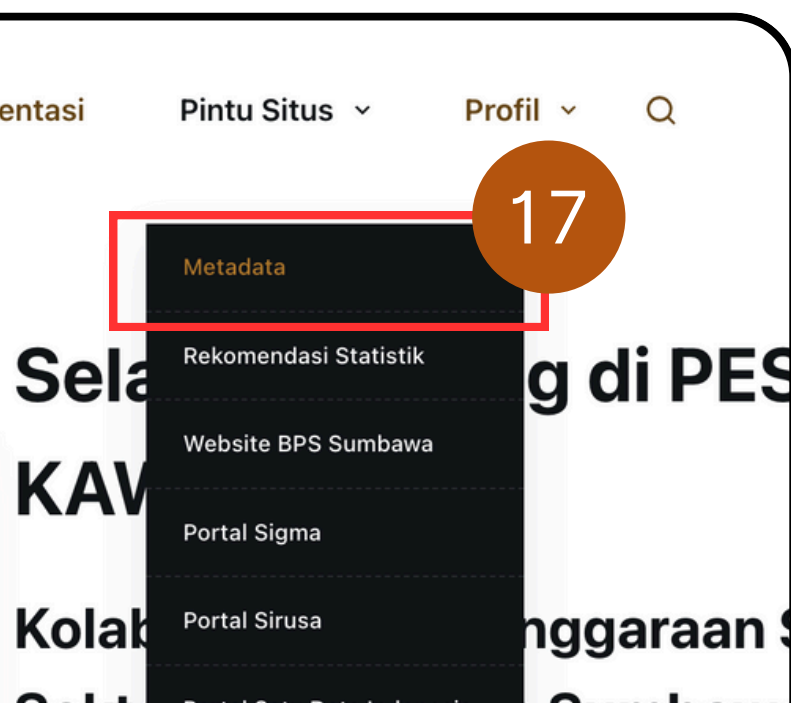 entasi Pintu Situs Profil
17
Metadata
Rekomendasi Statistik
Sela g di PES
Website BPS Sumbawa
KAW
Portal Sigma
Portal Sirusa
Kolab nggaraan S